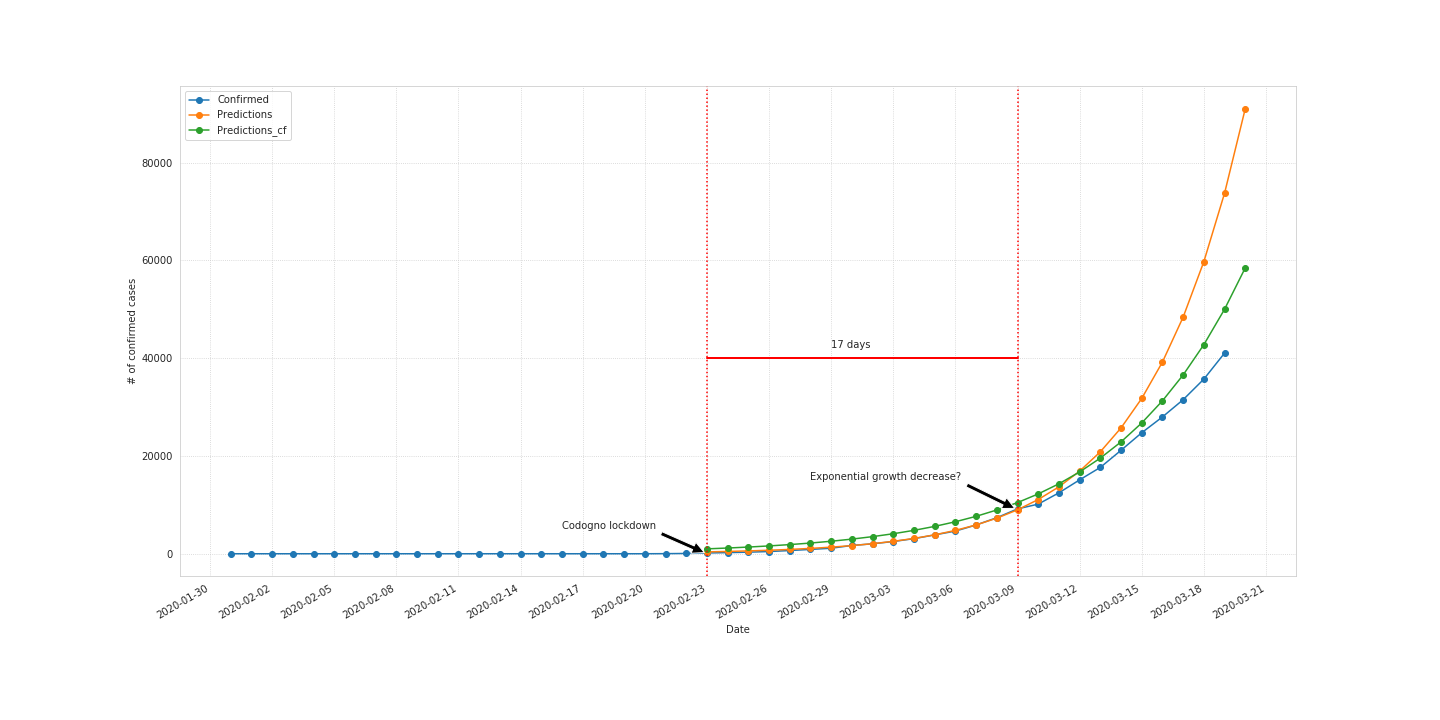 Confirmed
Predictions
Predictions_cf
80000
60000
40000
20000
0
# of confirmed cases
17 days
Exponential growth decrease?
Codogno lockdown
2020-01-30
2020-02-02
2020-02-05
2020-02-08
2020-02-11
2020-02-14
2020-02-17
2020-02-20
2020-02-23
2020-02-26
2020-02-29
2020-03-03
2020-03-06
2020-03-09
2020-03-12
2020-03-15
2020-03-18
2020-03-21
Date